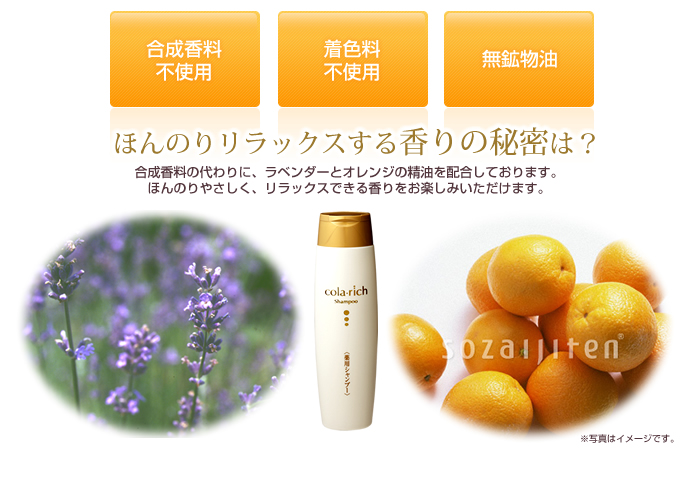 合成香料
不使用
着色料
不使用
無鉱物油
ほんのりリラックスする香りの秘密は？
合成香料の代わりに、ラベンダーとオレンジの精油を配合しております。
ほんのりやさしく、リラックスできる香りをお楽しみいただけます。
cola・rich
Shampoo
〈薬用シャンプー〉
sozaijiten®
※写真はイメージです。